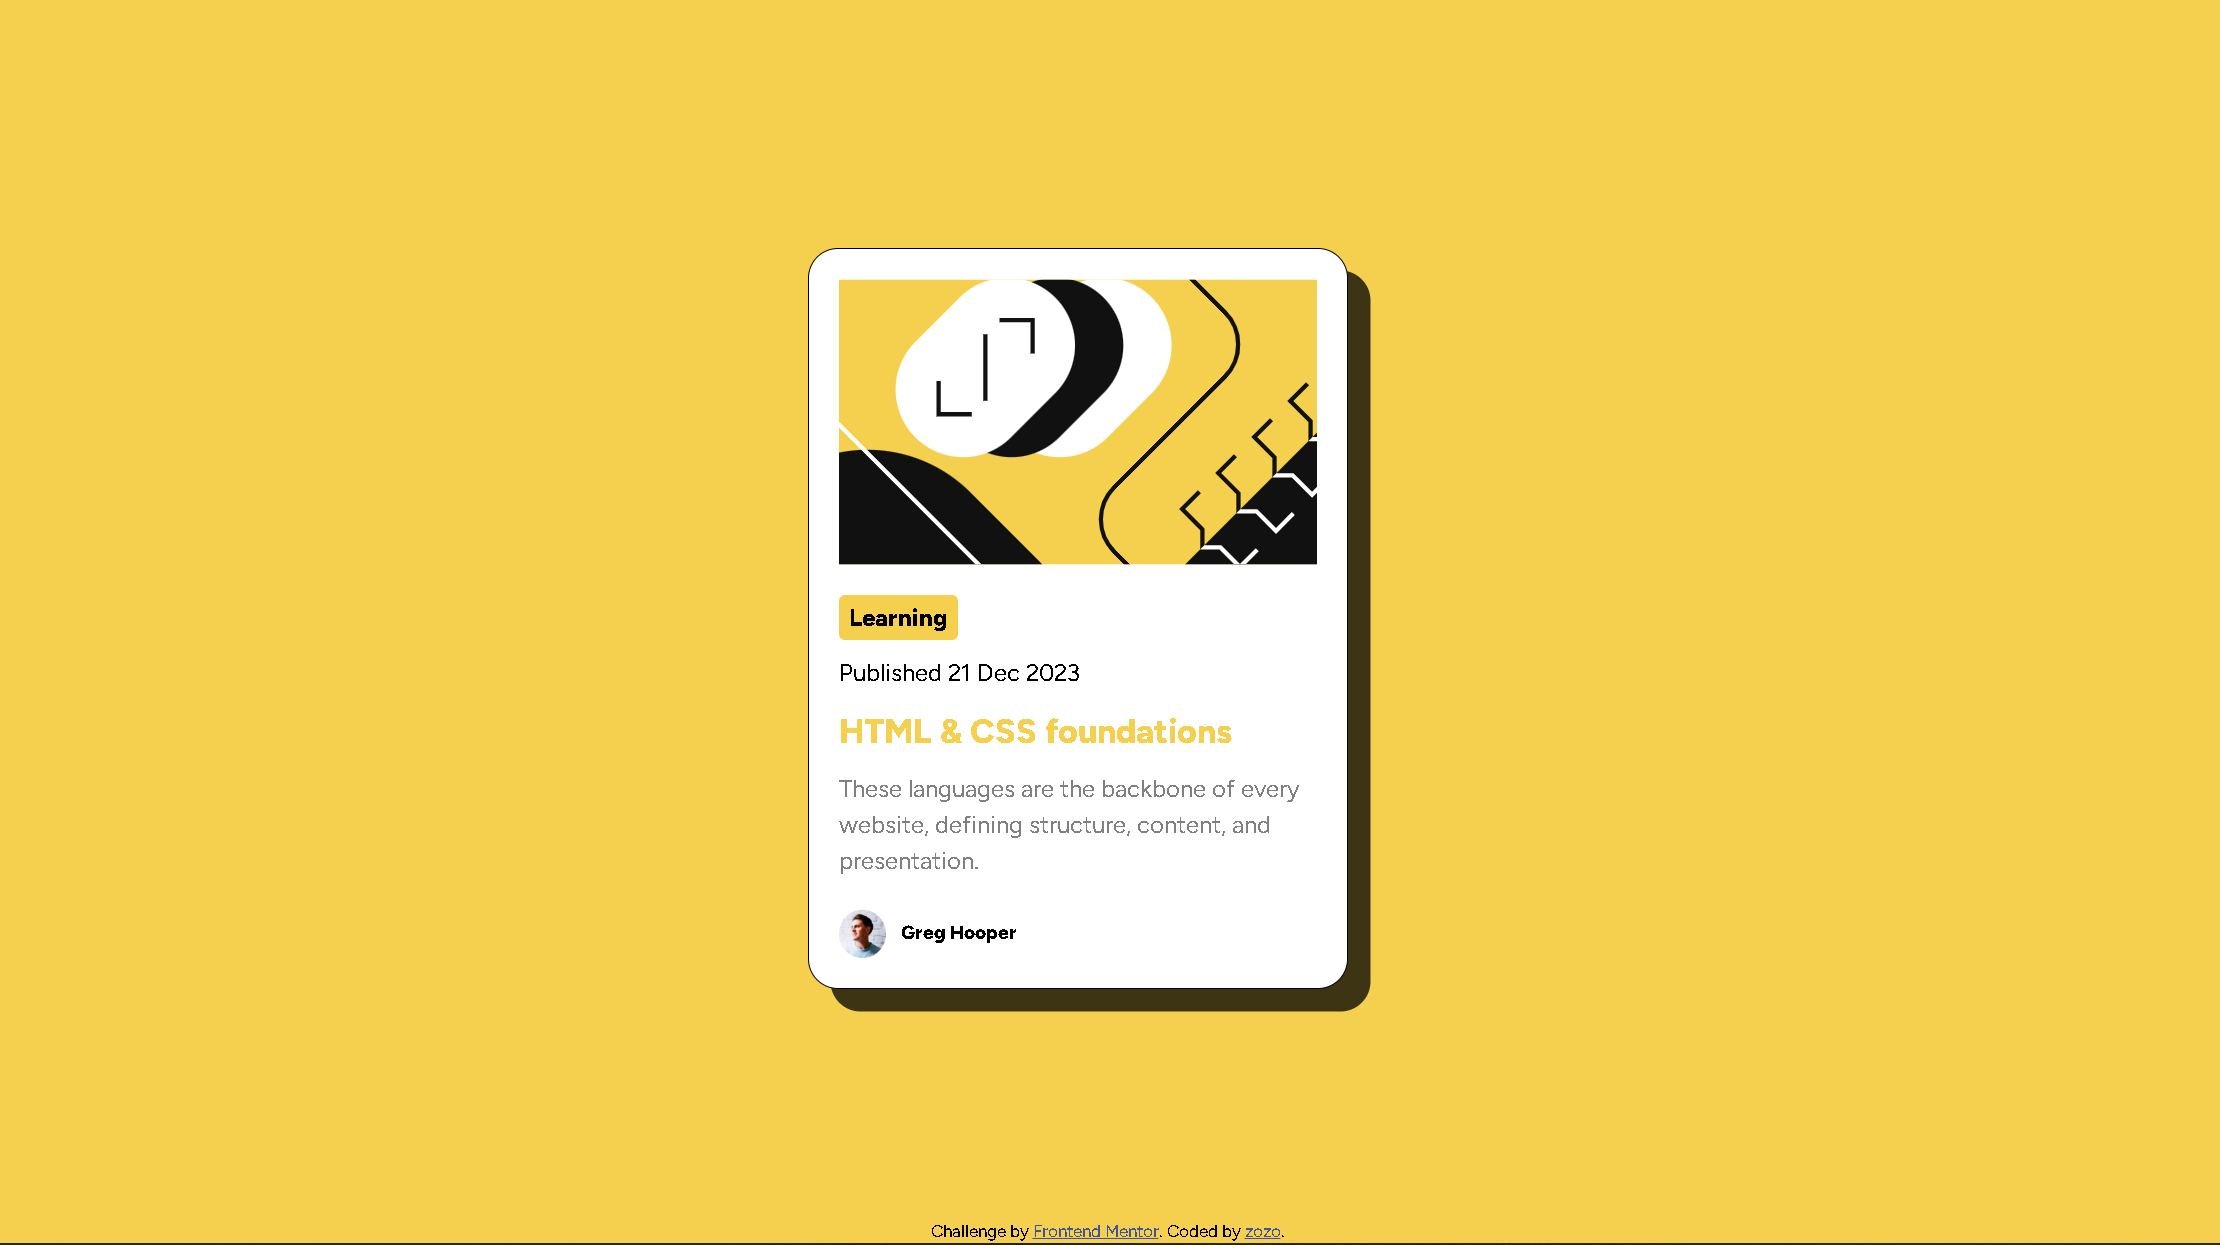 Learning
Published 21 Dec 2023
HTML & CSS foundations
These languages are the backbone of every
website, defining structure, content, and
presentation.
Greg Hooper
Challenge by Frontend Mentor. Coded by zozo.